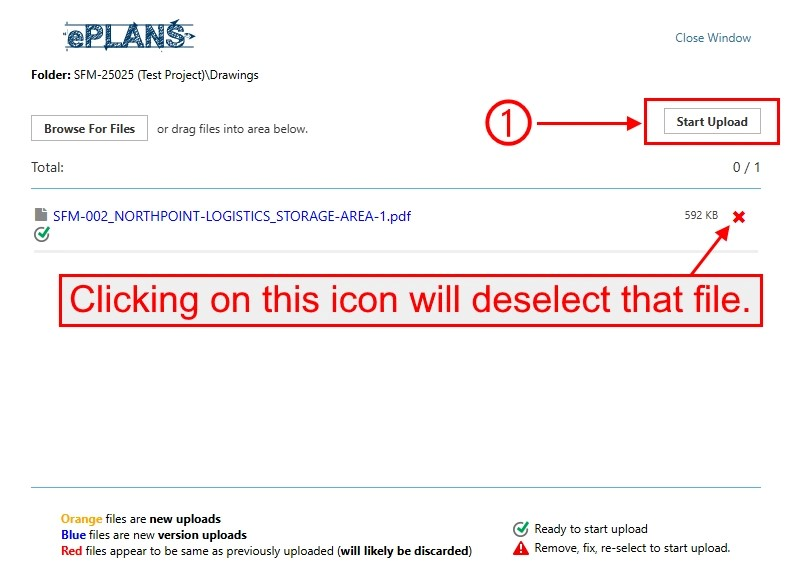 ePLANS
Close Window
Folder: SFM-25025 (Test Project)\Drawings
Browse For Files or drag files into area below.
1
Start Upload
Total: 0 / 1
SFM-002_NORTHPOINT-LOGISTICS_STORAGE-AREA-1.pdf 592 KB
Clicking on this icon will deselect that file.
Orange files are new uploads
Blue files are new version uploads
Red files appear to be same as previously uploaded (will likely be discarded)
Ready to start upload
Remove, fix, re-select to start upload.